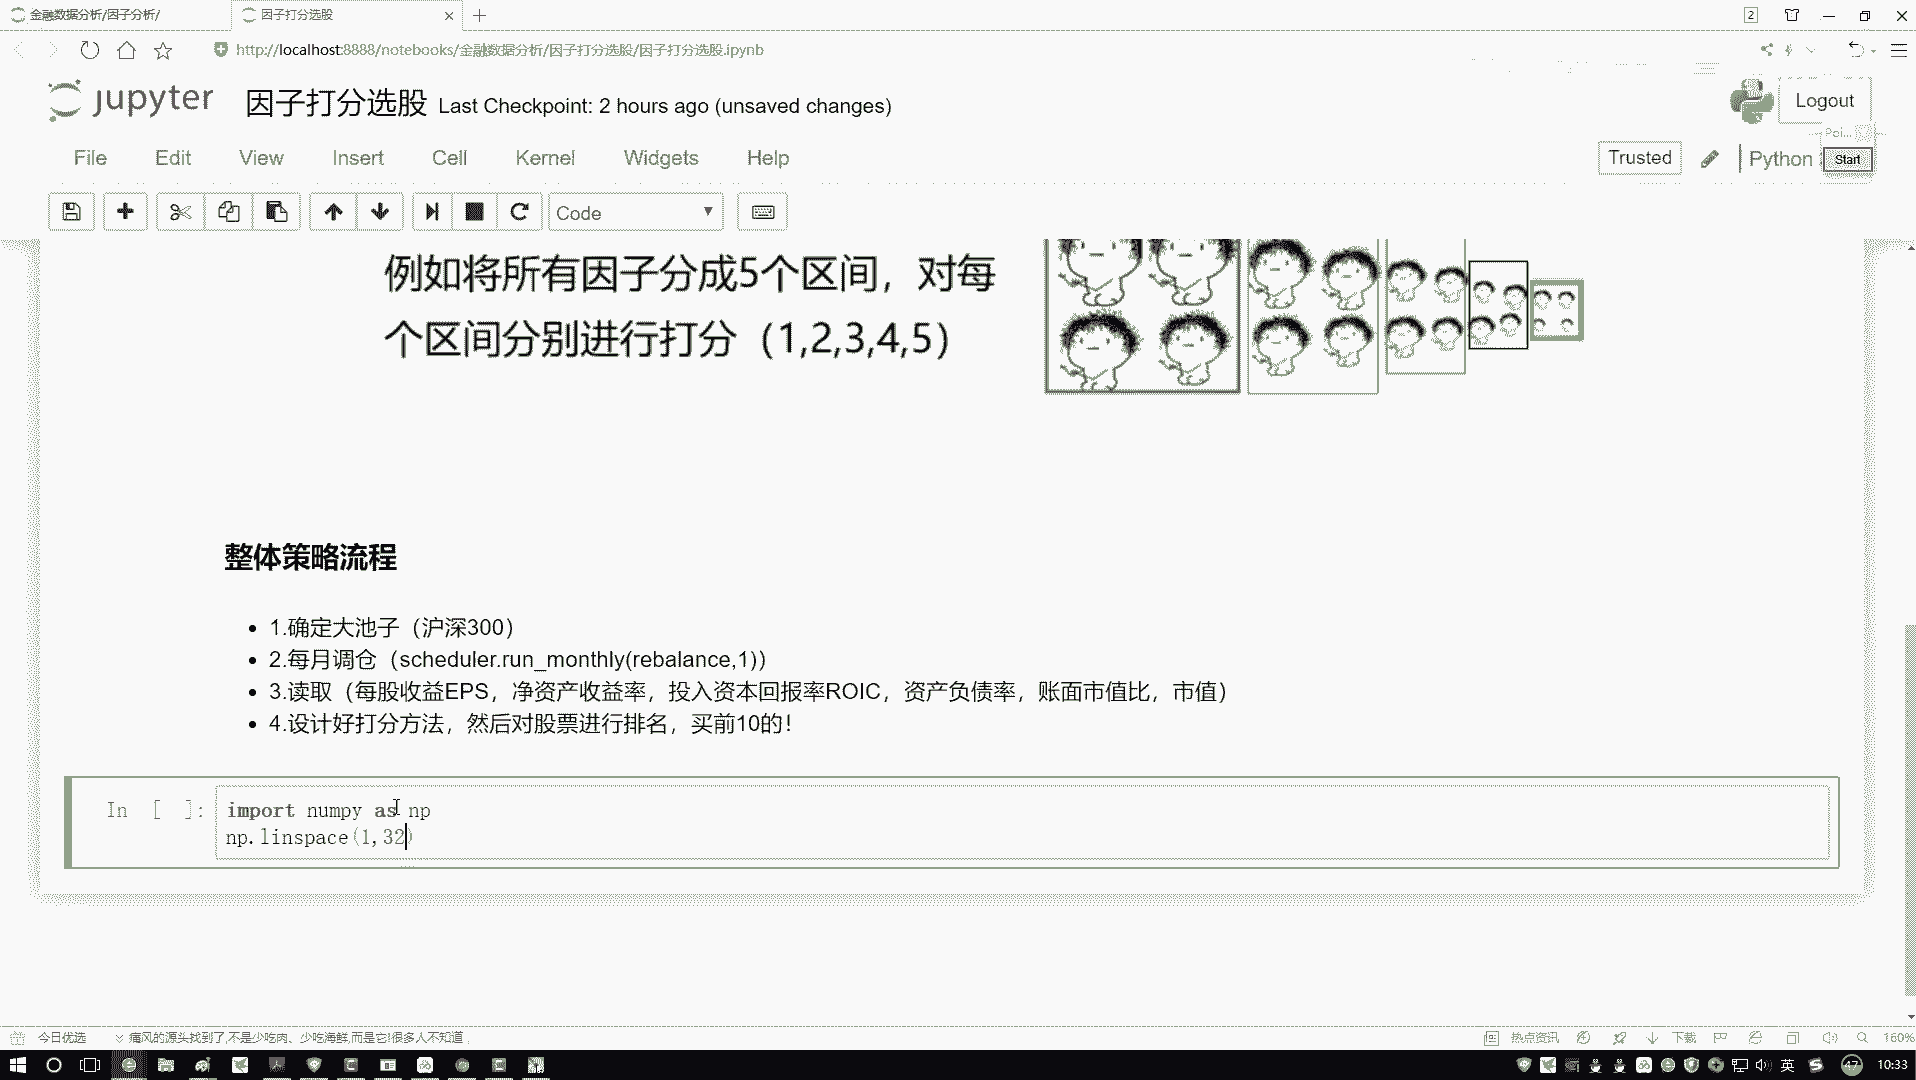 金融数据分析/因子分析/
因子打分选股
2
http://localhost:8888/notebooks/金融数据分析/因子打分选股/因子打分选股.ipynb
jupyter 因子打分选股 Last Checkpoint: 2 hours ago (unsaved changes)
Logout
Poi...
File Edit View Insert Cell Kernel Widgets Help
Trusted
Python
Start
Code
例如将所有因子分成5个区间，对每
个区间分别进行打分（1,2,3,4,5）
整体策略流程
1.确定大池子（沪深300）
2.每月调仓（scheduler.run_monthly(rebalance,1)）
3.读取（每股收益EPS，净资产收益率，投入资本回报率ROIC，资产负债率，账面市值比，市值）
4.设计好打分方法，然后对股票进行排名，买前10的！
In [ ]: import numpy as np
np.linspace(1,32)
今日优选 痛风的源头找到了,不是少吃肉、少吃海鲜,而是它!很多人不知道
热点资讯 下载 160%
英 47 10:33